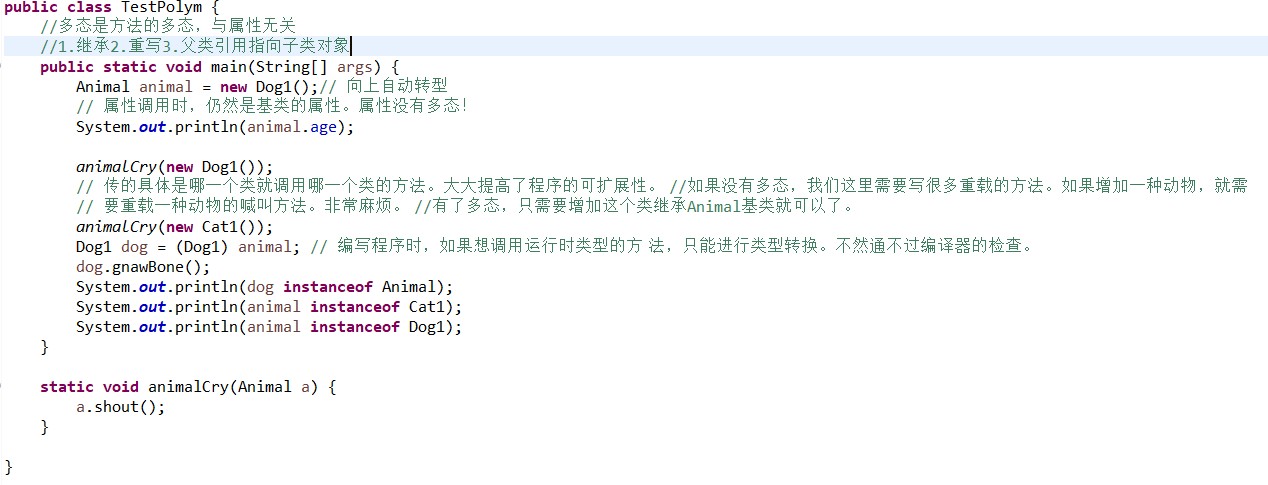 public class TestPolym {
//多态是方法的多态，与属性无关
//1.继承2.重写3.父类引用指向子类对象
public static void main(String[] args) {
Animal animal = new Dog1();// 向上自动转型
// 属性调用时，仍然是基类的属性。属性没有多态！
System.out.println(animal.age);
animalCry(new Dog1());
// 传的具体是哪一个类就调用哪一个类的方法。大大提高了程序的可扩展性。 //如果没有多态，我们这里需要写很多重载的方法。如果增加一种动物，就需
// 要重载一种动物的喊叫方法。非常麻烦。 //有了多态，只需要增加这个类继承Animal基类就可以了。
animalCry(new Cat1());
Dog1 dog = (Dog1) animal; // 编写程序时，如果想调用运行时类型的方 法，只能进行类型转换。不然通不过编译器的检查。
dog.gnawBone();
System.out.println(dog instanceof Animal);
System.out.println(animal instanceof Cat1);
System.out.println(animal instanceof Dog1);
}
static void animalCry(Animal a) {
a.shout();
}
}